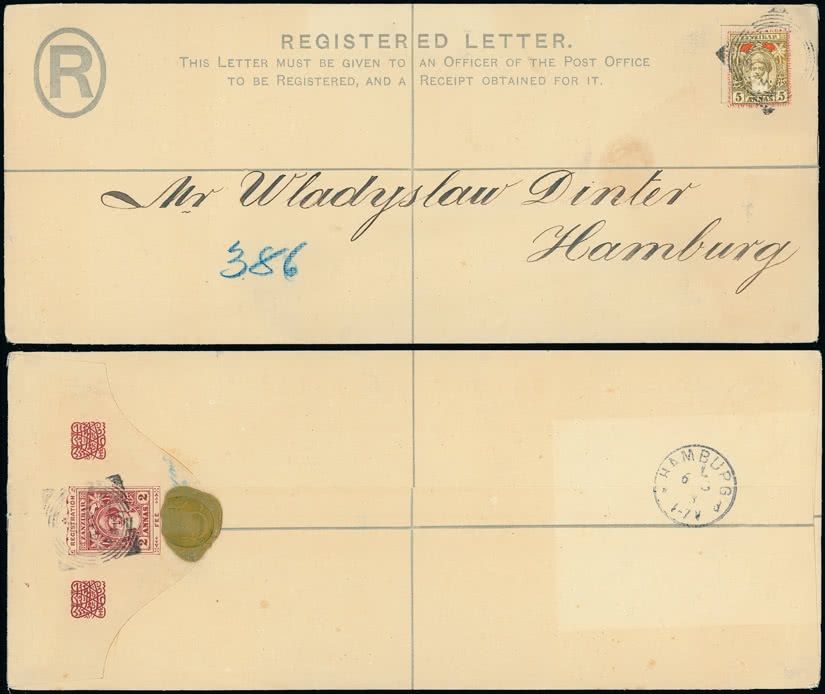 R
REGISTERED LETTER.
THIS LETTER MUST BE GIVEN TO AN OFFICER OF THE POST OFFICE
TO BE REGISTERED, AND A RECEIPT OBTAINED FOR IT.
ZANZIBAR
5 ANNAS 5
Mr Wladyslaw Dinter
Hamburg
386
REGISTRATION
ZANZIBAR
2 ANNAS 2
FEE
HAMBURG